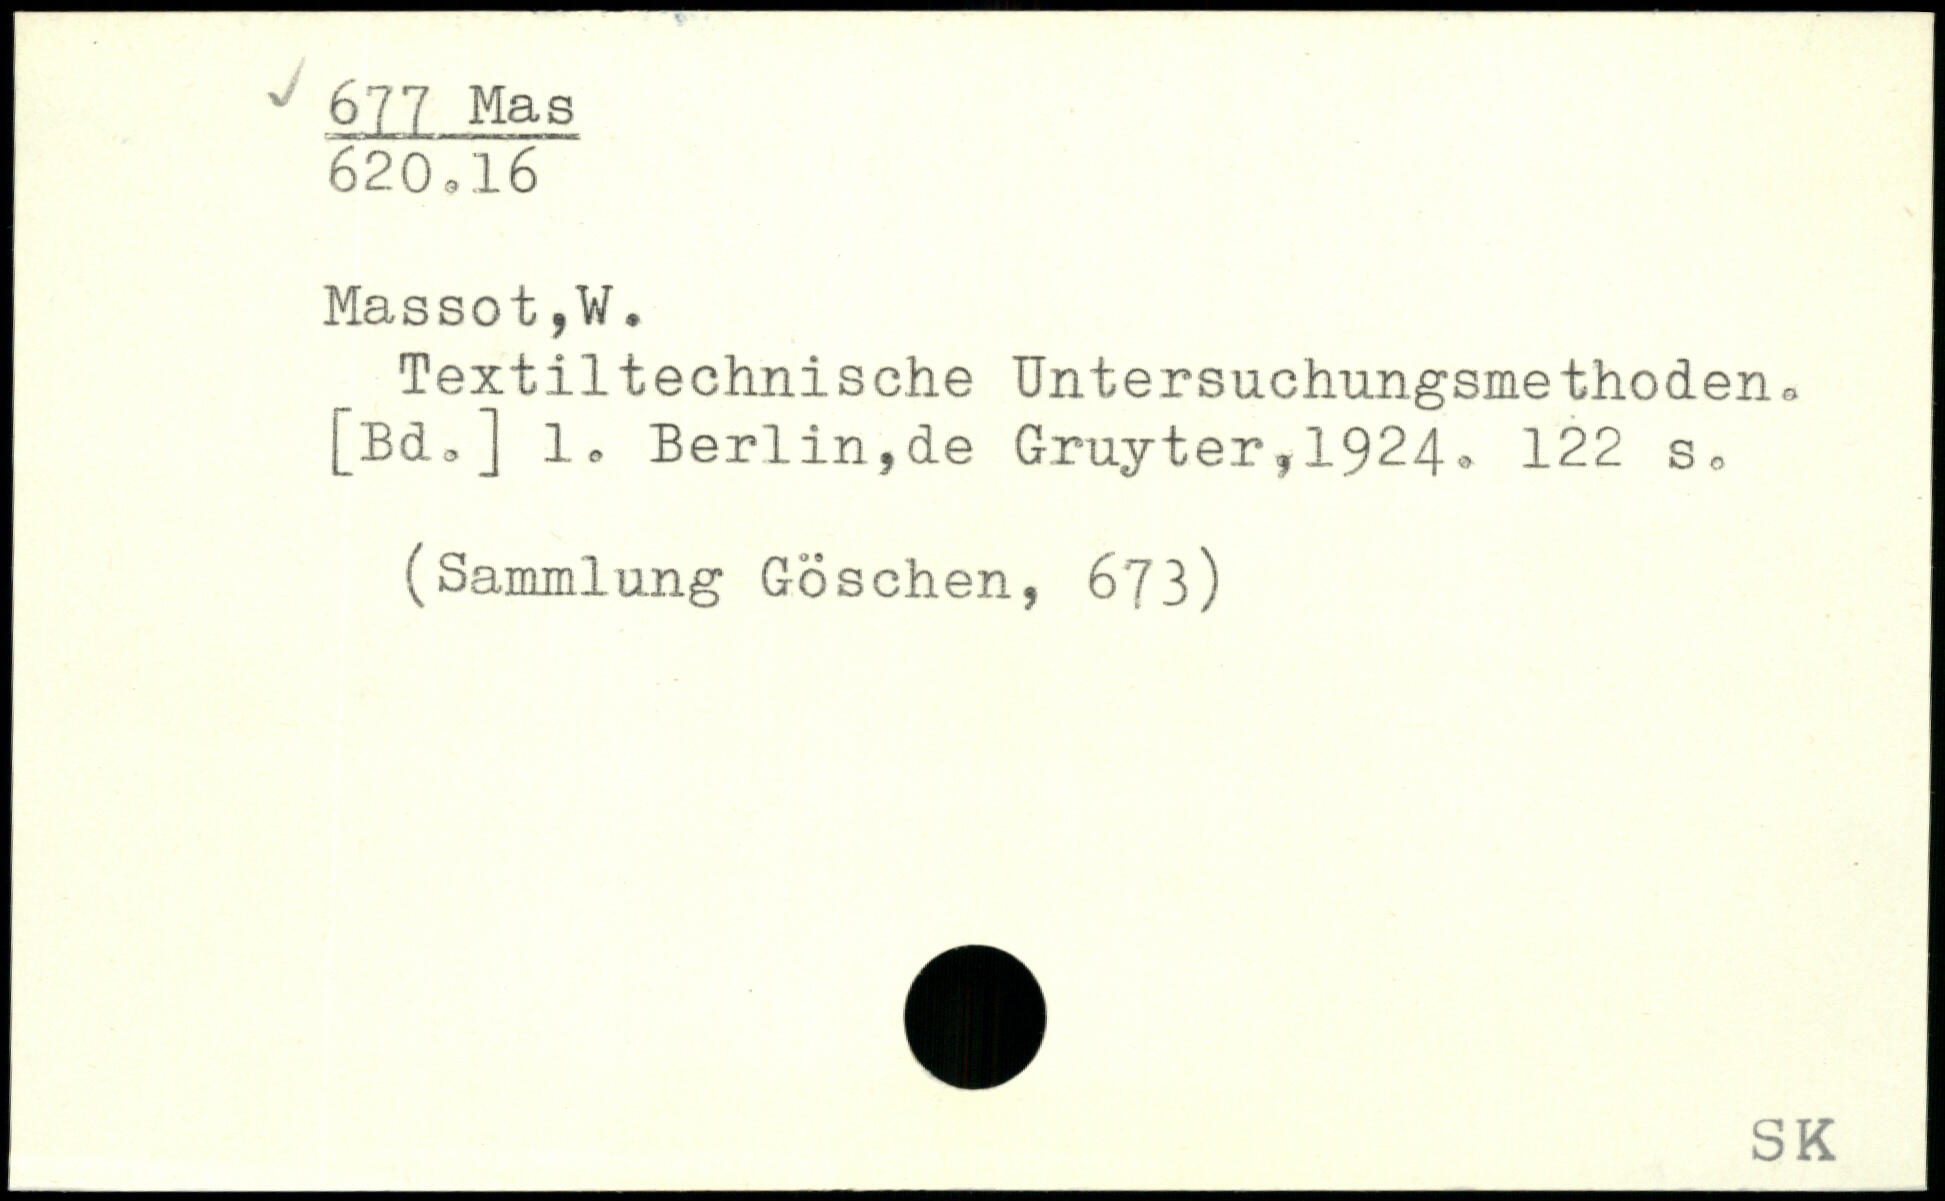 677 Mas
620.16
Massot,W.
Textiltechnische Untersuchungsmethoden.
[Bd.] 1. Berlin,de Gruyter,1924. 122 s.
(Sammlung Göschen, 673)
SK